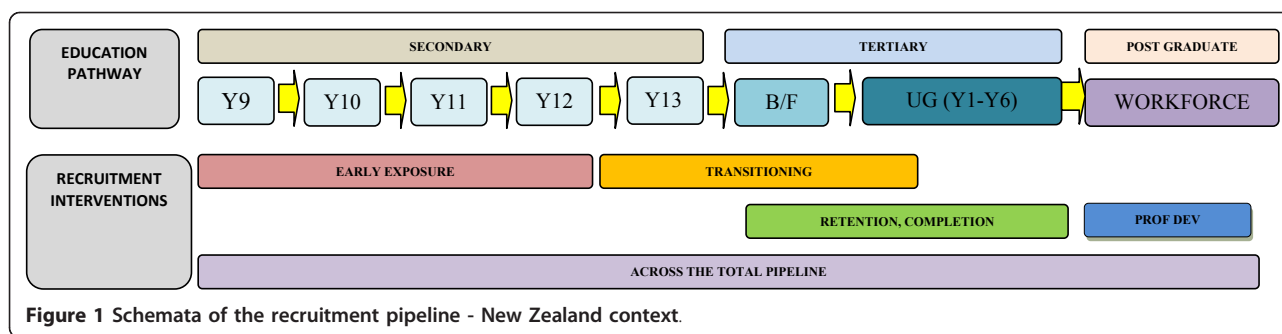 EDUCATION
PATHWAY
SECONDARY
TERTIARY
POST GRADUATE
Y9
Y10
Y11
Y12
Y13
B/F
UG (Y1-Y6)
WORKFORCE
RECRUITMENT
INTERVENTIONS
EARLY EXPOSURE
TRANSITIONING
RETENTION, COMPLETION
PROF DEV
ACROSS THE TOTAL PIPELINE
Figure 1 Schemata of the recruitment pipeline - New Zealand context.